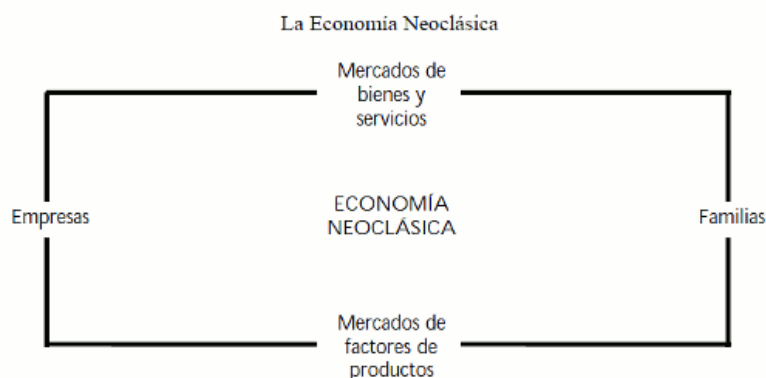 La Economía Neoclásica
Mercados de
bienes y
servicios
Empresas
ECONOMÍA
NEOCLÁSICA
Familias
Mercados de
factores de
productos